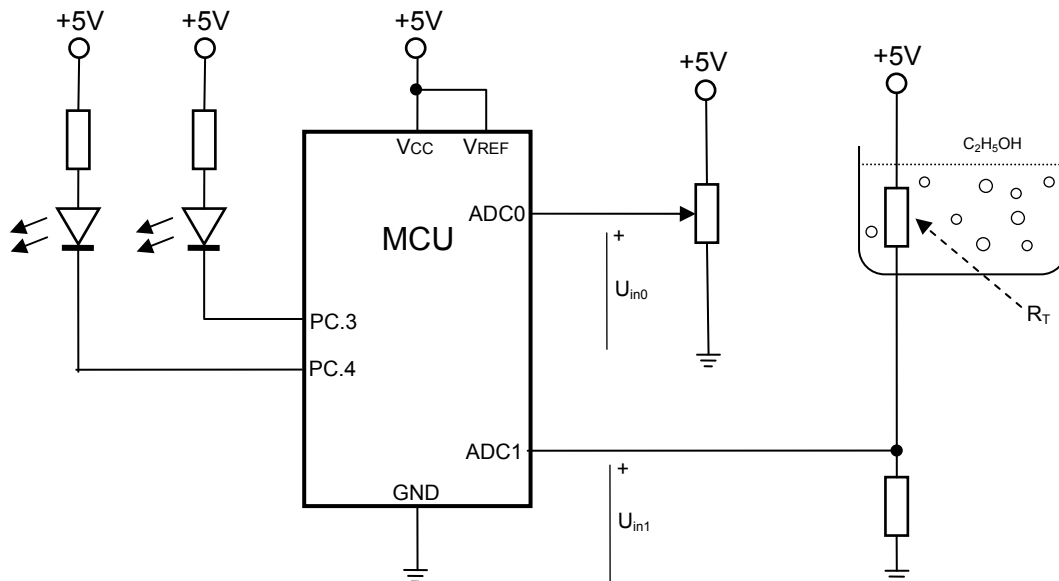 +5V
+5V
+5V
+5V
+5V
VCC
VREF
C₂H₅OH
ADC0
MCU
Uin0
RT
PC.3
PC.4
ADC1
GND
Uin1
+
+